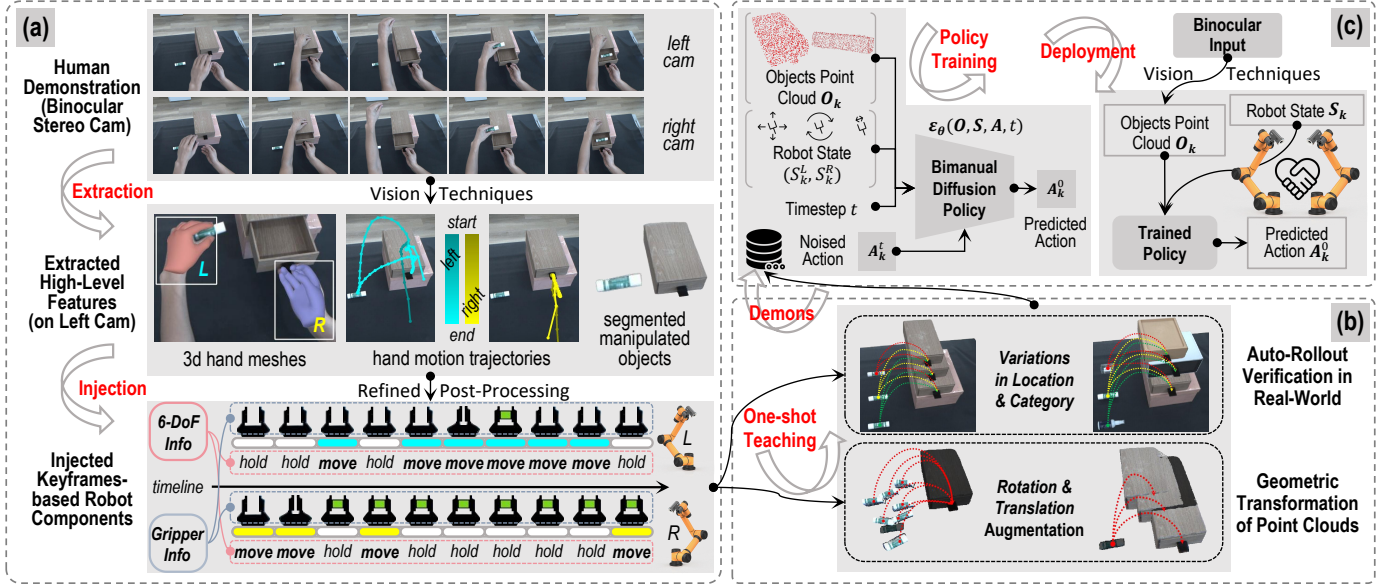 (a)
Human
Demonstration
(Binocular
Stereo Cam)
left
cam
right
cam
Extraction
Vision Techniques
Extracted
High-Level
Features
(on Left Cam)
L
R
start
left
right
end
3d hand meshes
hand motion trajectories
segmented
manipulated
objects
Injection
Refined Post-Processing
Injected
Keyframes-
based Robot
Components
6-DoF
Info
L
hold hold move hold move move move move hold
timeline
Gripper
Info
R
move move hold move hold hold hold hold move
(c)
Objects Point
Cloud O_k
Robot State
(S_k^L, S_k^R)
Timestep t
Noised
Action
A_k^t
ε_θ(O, S, A, t)
Bimanual
Diffusion
Policy
A_k^0
Predicted
Action
Policy
Training
Deployment
Binocular
Input
Vision Techniques
Objects Point
Cloud O_k
Robot State S_k
Trained
Policy
Predicted
Action A_k^0
Demons
(b)
One-shot
Teaching
Variations
in Location
& Category
Auto-Rollout
Verification in
Real-World
Rotation &
Translation
Augmentation
Geometric
Transformation
of Point Clouds